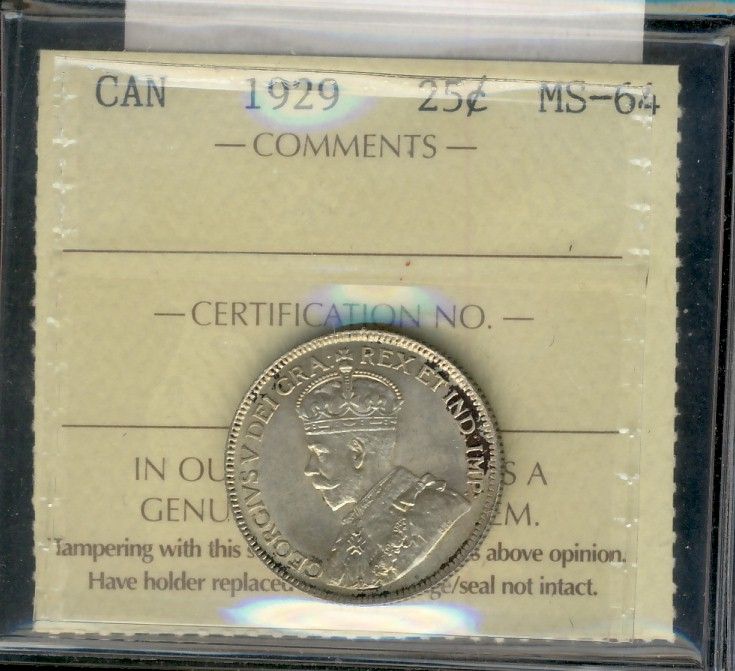 CAN 1929 25¢ MS-64
— COMMENTS —
— CERTIFICATION NO. —
GEORGIVS V DEI GRA: REX ET IND: IMP:
IN OU S A
GENU EM.
Tampering with this s s above opinion.
Have holder replaced ge/seal not intact.